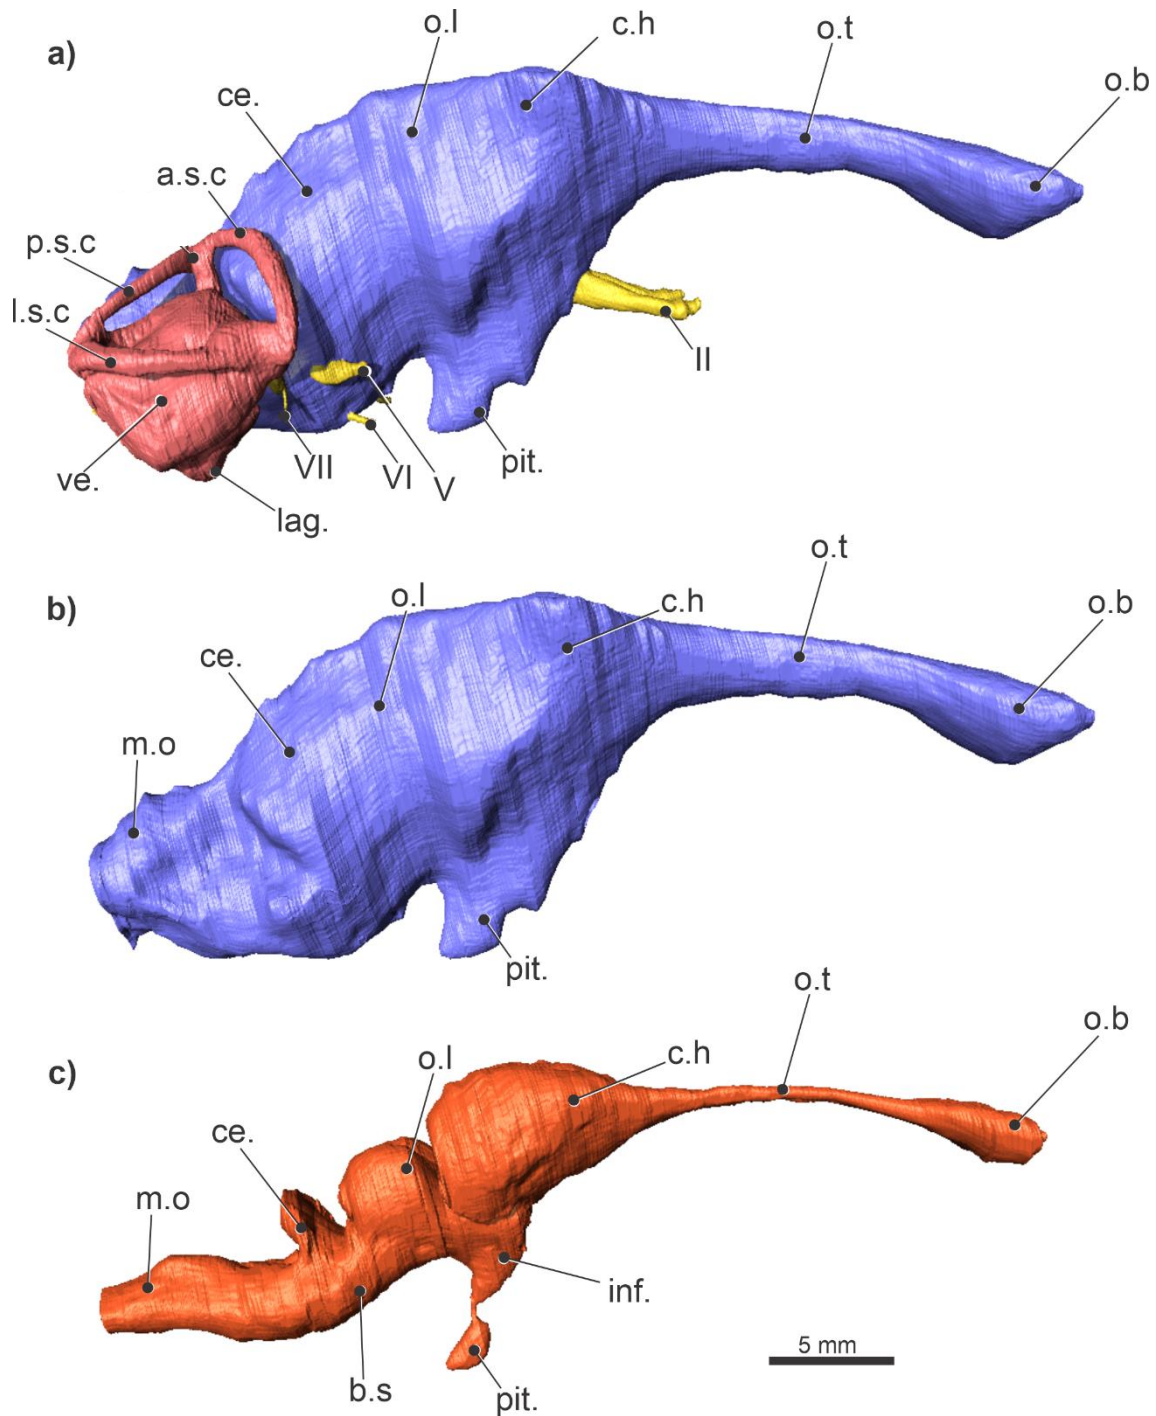 a)
o.l
c.h
o.t
o.b
ce.
a.s.c
p.s.c
l.s.c
II
ve.
VII
VI
V
pit.
lag.
b)
o.l
c.h
o.t
o.b
ce.
m.o
pit.
c)
o.l
c.h
o.t
o.b
ce.
m.o
inf.
b.s
pit.
5 mm